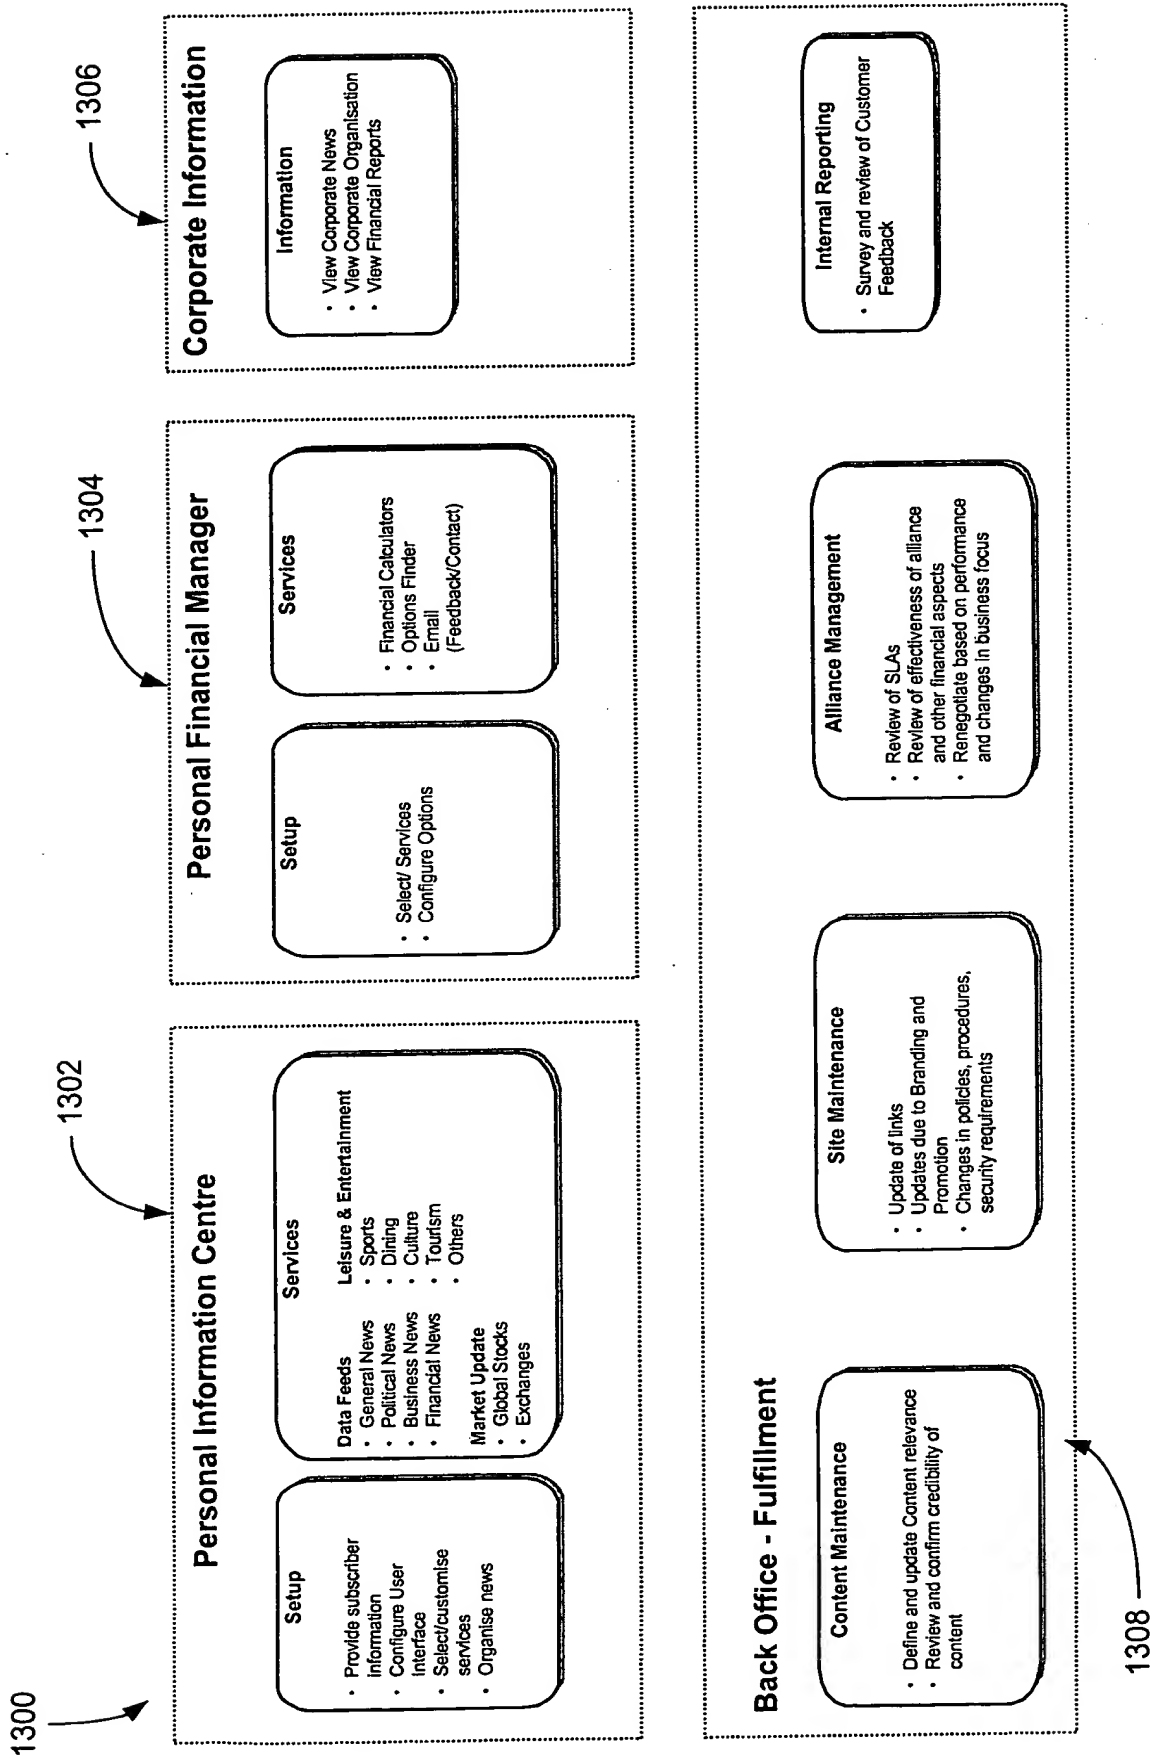 1300
1302
1304
1306
Personal Information Centre
Setup
• Provide subscriber
information
• Configure User
Interface
• Select/customise
services
• Organise news
Services
Data Feeds
• General News
• Political News
• Business News
• Financial News
Market Update
• Global Stocks
• Exchanges
Leisure & Entertainment
• Sports
• Dining
• Culture
• Tourism
• Others
Personal Financial Manager
Setup
• Select/ Services
• Configure Options
Services
• Financial Calculators
• Options Finder
• Email
(Feedback/Contact)
Corporate Information
Information
• View Corporate News
• View Corporate Organisation
• View Financial Reports
Back Office - Fulfillment
Content Maintenance
• Define and update Content relevance
• Review and confirm credibility of
content
Site Maintenance
• Update of links
• Updates due to Branding and
Promotion
• Changes in policies, procedures,
security requirements
Alliance Management
• Review of SLAs
• Review of effectiveness of alliance
and other financial aspects
• Renegotiate based on performance
and changes in business focus
Internal Reporting
• Survey and review of Customer
Feedback
1308